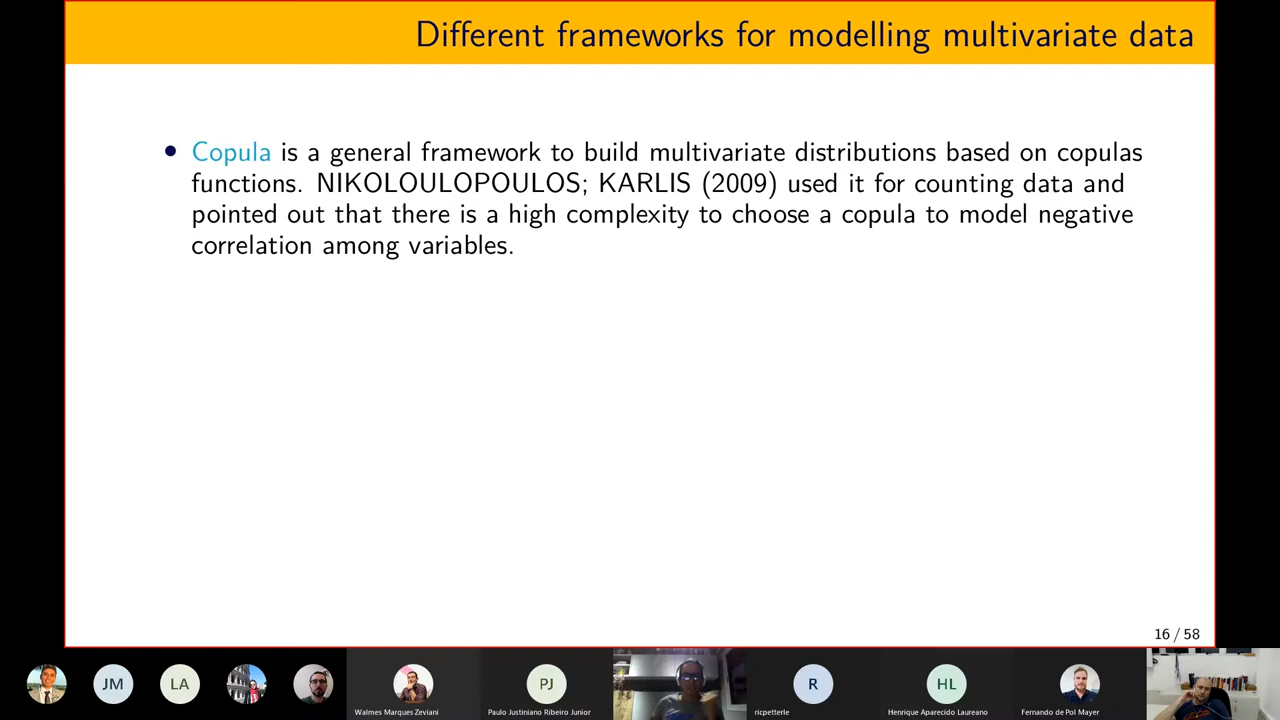 Different frameworks for modelling multivariate data
• Copula is a general framework to build multivariate distributions based on copulas
functions. NIKOLOULOPOULOS; KARLIS (2009) used it for counting data and
pointed out that there is a high complexity to choose a copula to model negative
correlation among variables.
16 / 58
JM
LA
PJ
R
HL
Walmes Marques Zeviani
Paulo Justiniano Ribeiro Junior
ricpetterle
Henrique Aparecido Laureano
Fernando de Pol Mayer